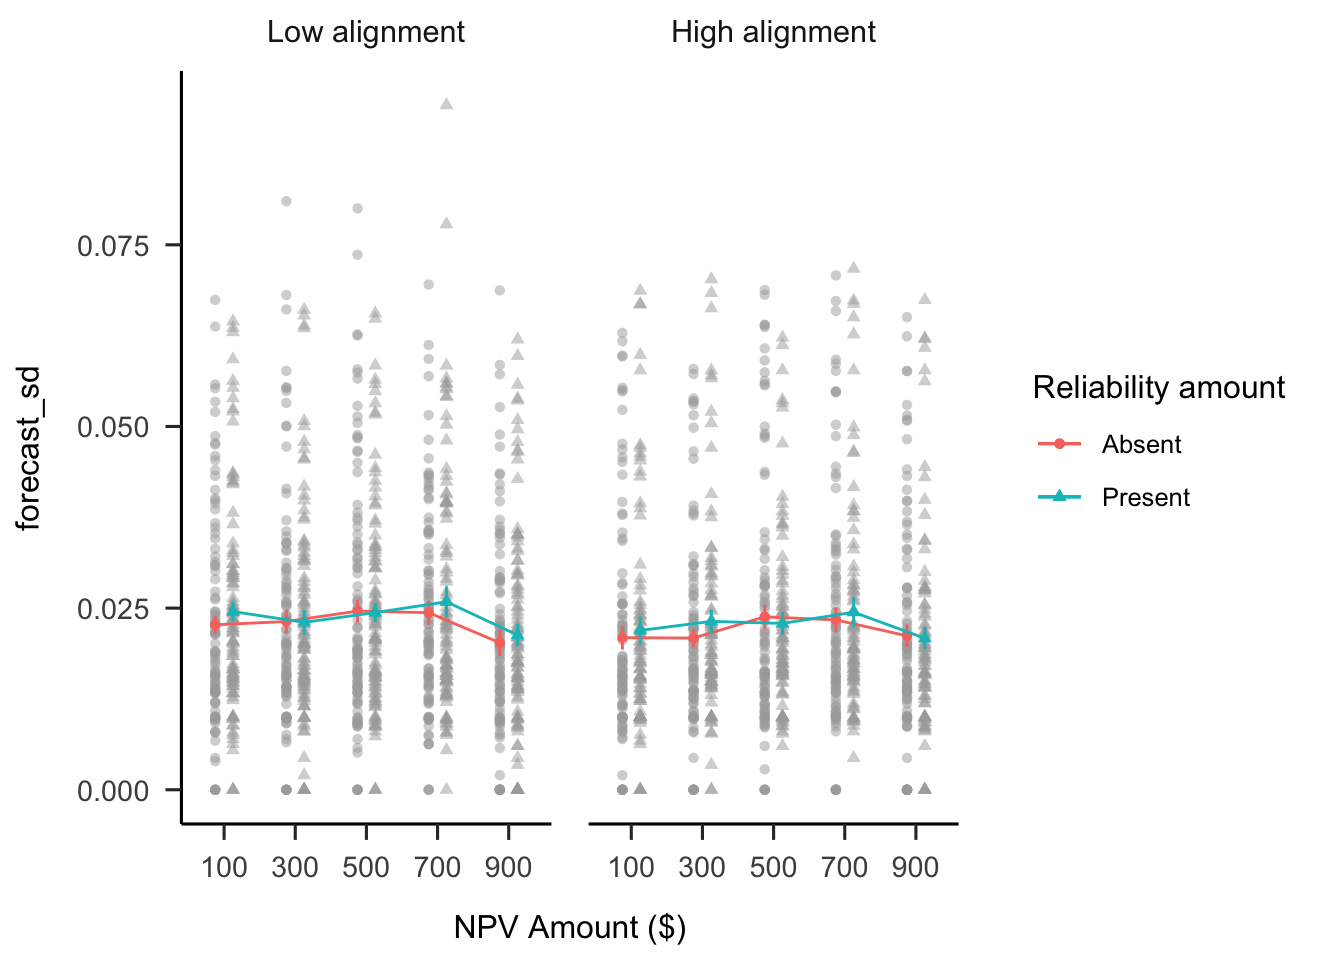 Low alignment
High alignment
0.075
0.050
0.025
0.000
forecast_sd
100 300 500 700 900
100 300 500 700 900
NPV Amount ($)
Reliability amount
Absent
Present